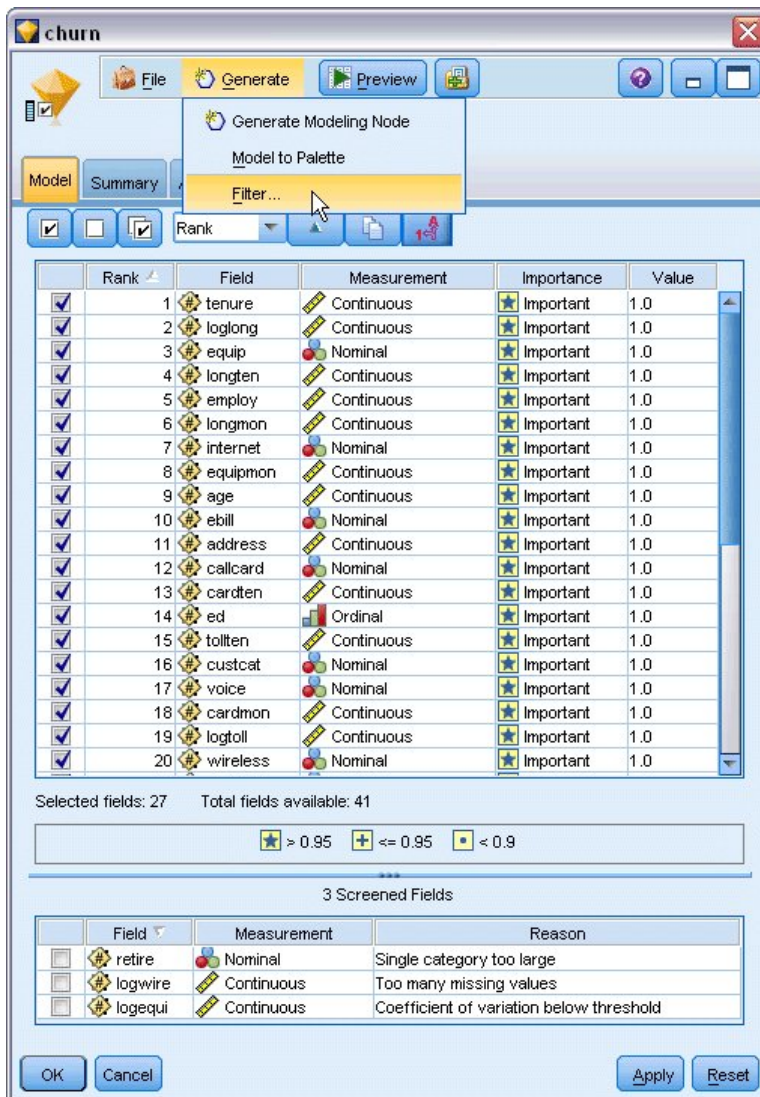 churn
File Generate Preview
Generate Modeling Node
Model to Palette
Filter...
Model Summary A
Rank
Rank Field Measurement Importance Value
1 tenure Continuous Important 1.0
2 loglong Continuous Important 1.0
3 equip Nominal Important 1.0
4 longten Continuous Important 1.0
5 employ Continuous Important 1.0
6 longmon Continuous Important 1.0
7 internet Nominal Important 1.0
8 equipmon Continuous Important 1.0
9 age Continuous Important 1.0
10 ebill Nominal Important 1.0
11 address Continuous Important 1.0
12 callcard Nominal Important 1.0
13 cardten Continuous Important 1.0
14 ed Ordinal Important 1.0
15 tollten Continuous Important 1.0
16 custcat Nominal Important 1.0
17 voice Nominal Important 1.0
18 cardmon Continuous Important 1.0
19 logtoll Continuous Important 1.0
20 wireless Nominal Important 1.0
Selected fields: 27 Total fields available: 41
> 0.95 <= 0.95 < 0.9
3 Screened Fields
Field Measurement Reason
retire Nominal Single category too large
logwire Continuous Too many missing values
logequi Continuous Coefficient of variation below threshold
OK Cancel Apply Reset